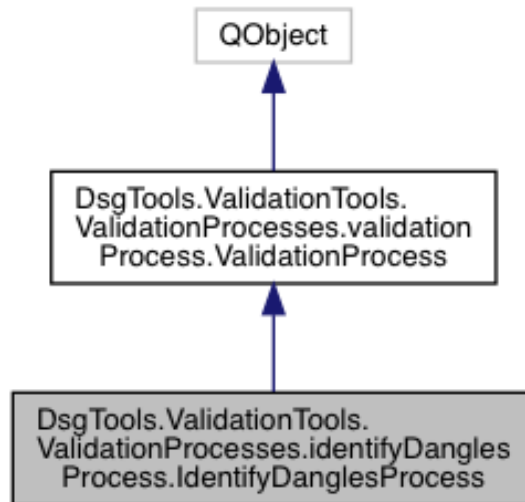 QObject
DsgTools.ValidationTools.
ValidationProcesses.validation
Process.ValidationProcess
DsgTools.ValidationTools.
ValidationProcesses.identifyDangles
Process.IdentifyDanglesProcess